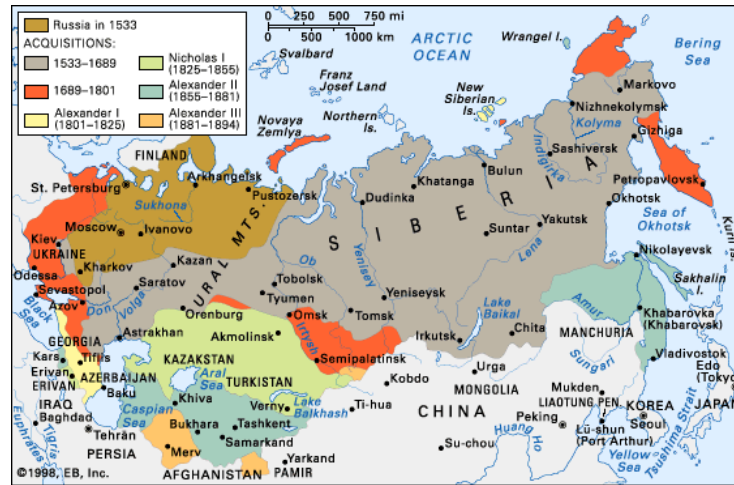 Russia in 1533
ACQUISITIONS:
1533–1689
1689–1801
Alexander I
(1801–1825)
Nicholas I
(1825–1855)
Alexander II
(1855–1881)
Alexander III
(1881–1894)
0 250 500 750 mi
0 500 1000 km
ARCTIC
OCEAN
Wrangel I.
Bering
Sea
Svalbard
Franz
Josef Land
Northern
Is.
New
Siberian
Is.
Novaya
Zemlya
Markovo
Nizhnekolymsk
Kolyma
Gizhiga
Sashiversk
Indigirka
FINLAND
Arkhangelsk
St. Petersburg
Pustozersk
Sukhona
Moscow
Ivanovo
Dudinka
Khatanga
Bulun
Petropavlovsk
Okhotsk
Sea of
Okhotsk
Kuril
SIBERIA
Suntar
Yakutsk
Lena
Kiev
UKRAINE
Kharkov
Kazan
URAL MTS.
Ob
Yenisey
Nikolayevsk
Odessa
Sevastopol
Azov
Don
Volga
Saratov
Tobolsk
Tyumen
Yeniseysk
Sakhalin
I.
Black
Sea
Orenburg
Omsk
Tomsk
Lake
Baikal
Amur
Khabarovka
(Khabarovsk)
Astrakhan
Akmolinsk
Irtysh
Irkutsk
Chita
MANCHURIA
GEORGIA
Tiflis
KAZAKSTAN
Semipalatinsk
Kars
Erivan
ERIVAN
AZERBAIJAN
Baku
Aral
Sea
TURKISTAN
Kobdo
Urga
MONGOLIA
Sungari
Vladivostok
Edo
(Tokyo
IRAQ
Baghdad
Caspian
Sea
Khiva
Verny
Lake
Balkhash
Ti-hua
CHINA
Mukden
LIAOTUNG PEN.
KOREA
JAPAN
Tigris
Euphrates
Tehrān
Bukhara
Tashkent
Samarkand
Peking
Seoul
Lü-shun
(Port Arthur)
Tsushima Strait
PERSIA
Merv
Su-chou
Huang Ho
Yellow
Sea
AFGHANISTAN
PAMIR
Yarkand
©1998, EB, Inc.